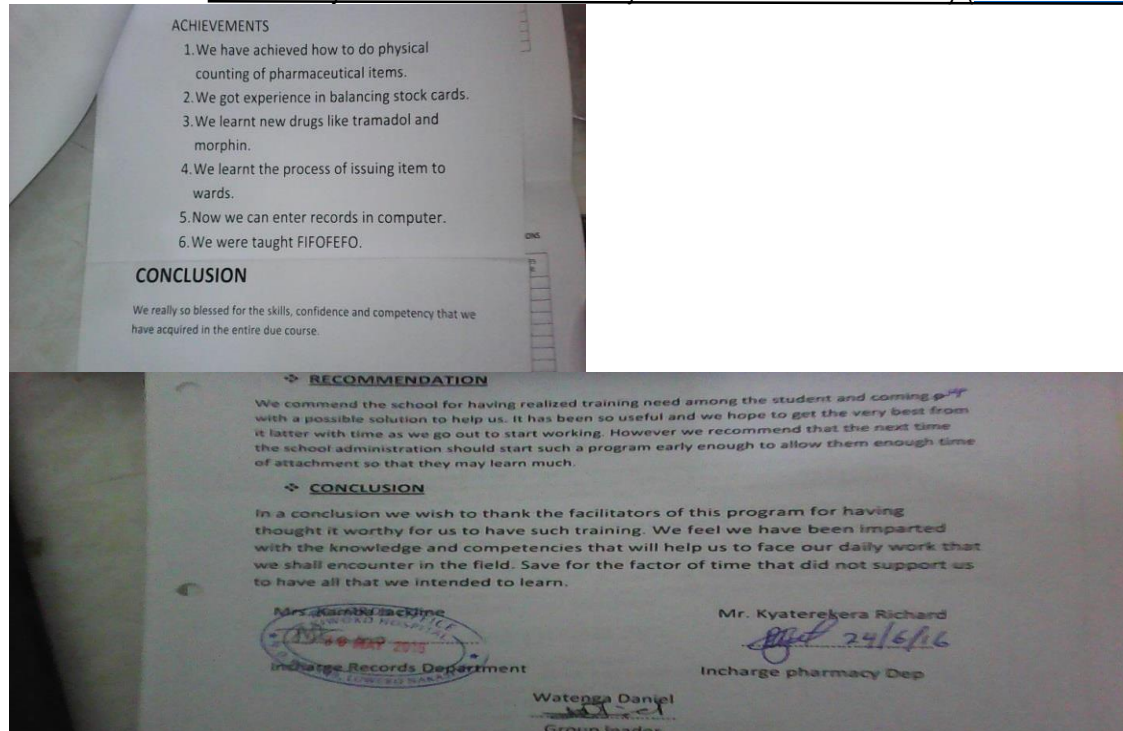 ACHIEVEMENTS
1.We have achieved how to do physical
counting of pharmaceutical items.
2.We got experience in balancing stock cards.
3.We learnt new drugs like tramadol and
morphin.
4.We learnt the process of issuing item to
wards.
5.Now we can enter records in computer.
6.We were taught FIFOFEFO.
CONCLUSION
We really so blessed for the skills, confidence and competency that we
have acquired in the entire due course.
❖ RECOMMENDATION
We commend the school for having realized training need among the student and coming up
with a possible solution to help us. It has been so useful and we hope to get the very best from
it latter with time as we go out to start working. However we recommend that the next time
the school administration should start such a program early enough to allow them enough time
of attachment so that they may learn much.
❖ CONCLUSION
In a conclusion we wish to thank the facilitators of this program for having
thought it worthy for us to have such training. We feel we have been imparted
with the knowledge and competencies that will help us to face our daily work that
we shall encounter in the field. Save for the factor of time that did not support us
to have all that we intended to learn.
Mrs. Jackline
KIWOKO HOSPITAL
MAY 2016
Incharge Records Department
Mr. Kyaterekera Richard
24/6/16
Incharge pharmacy Dep
Watenga Daniel
Group leader